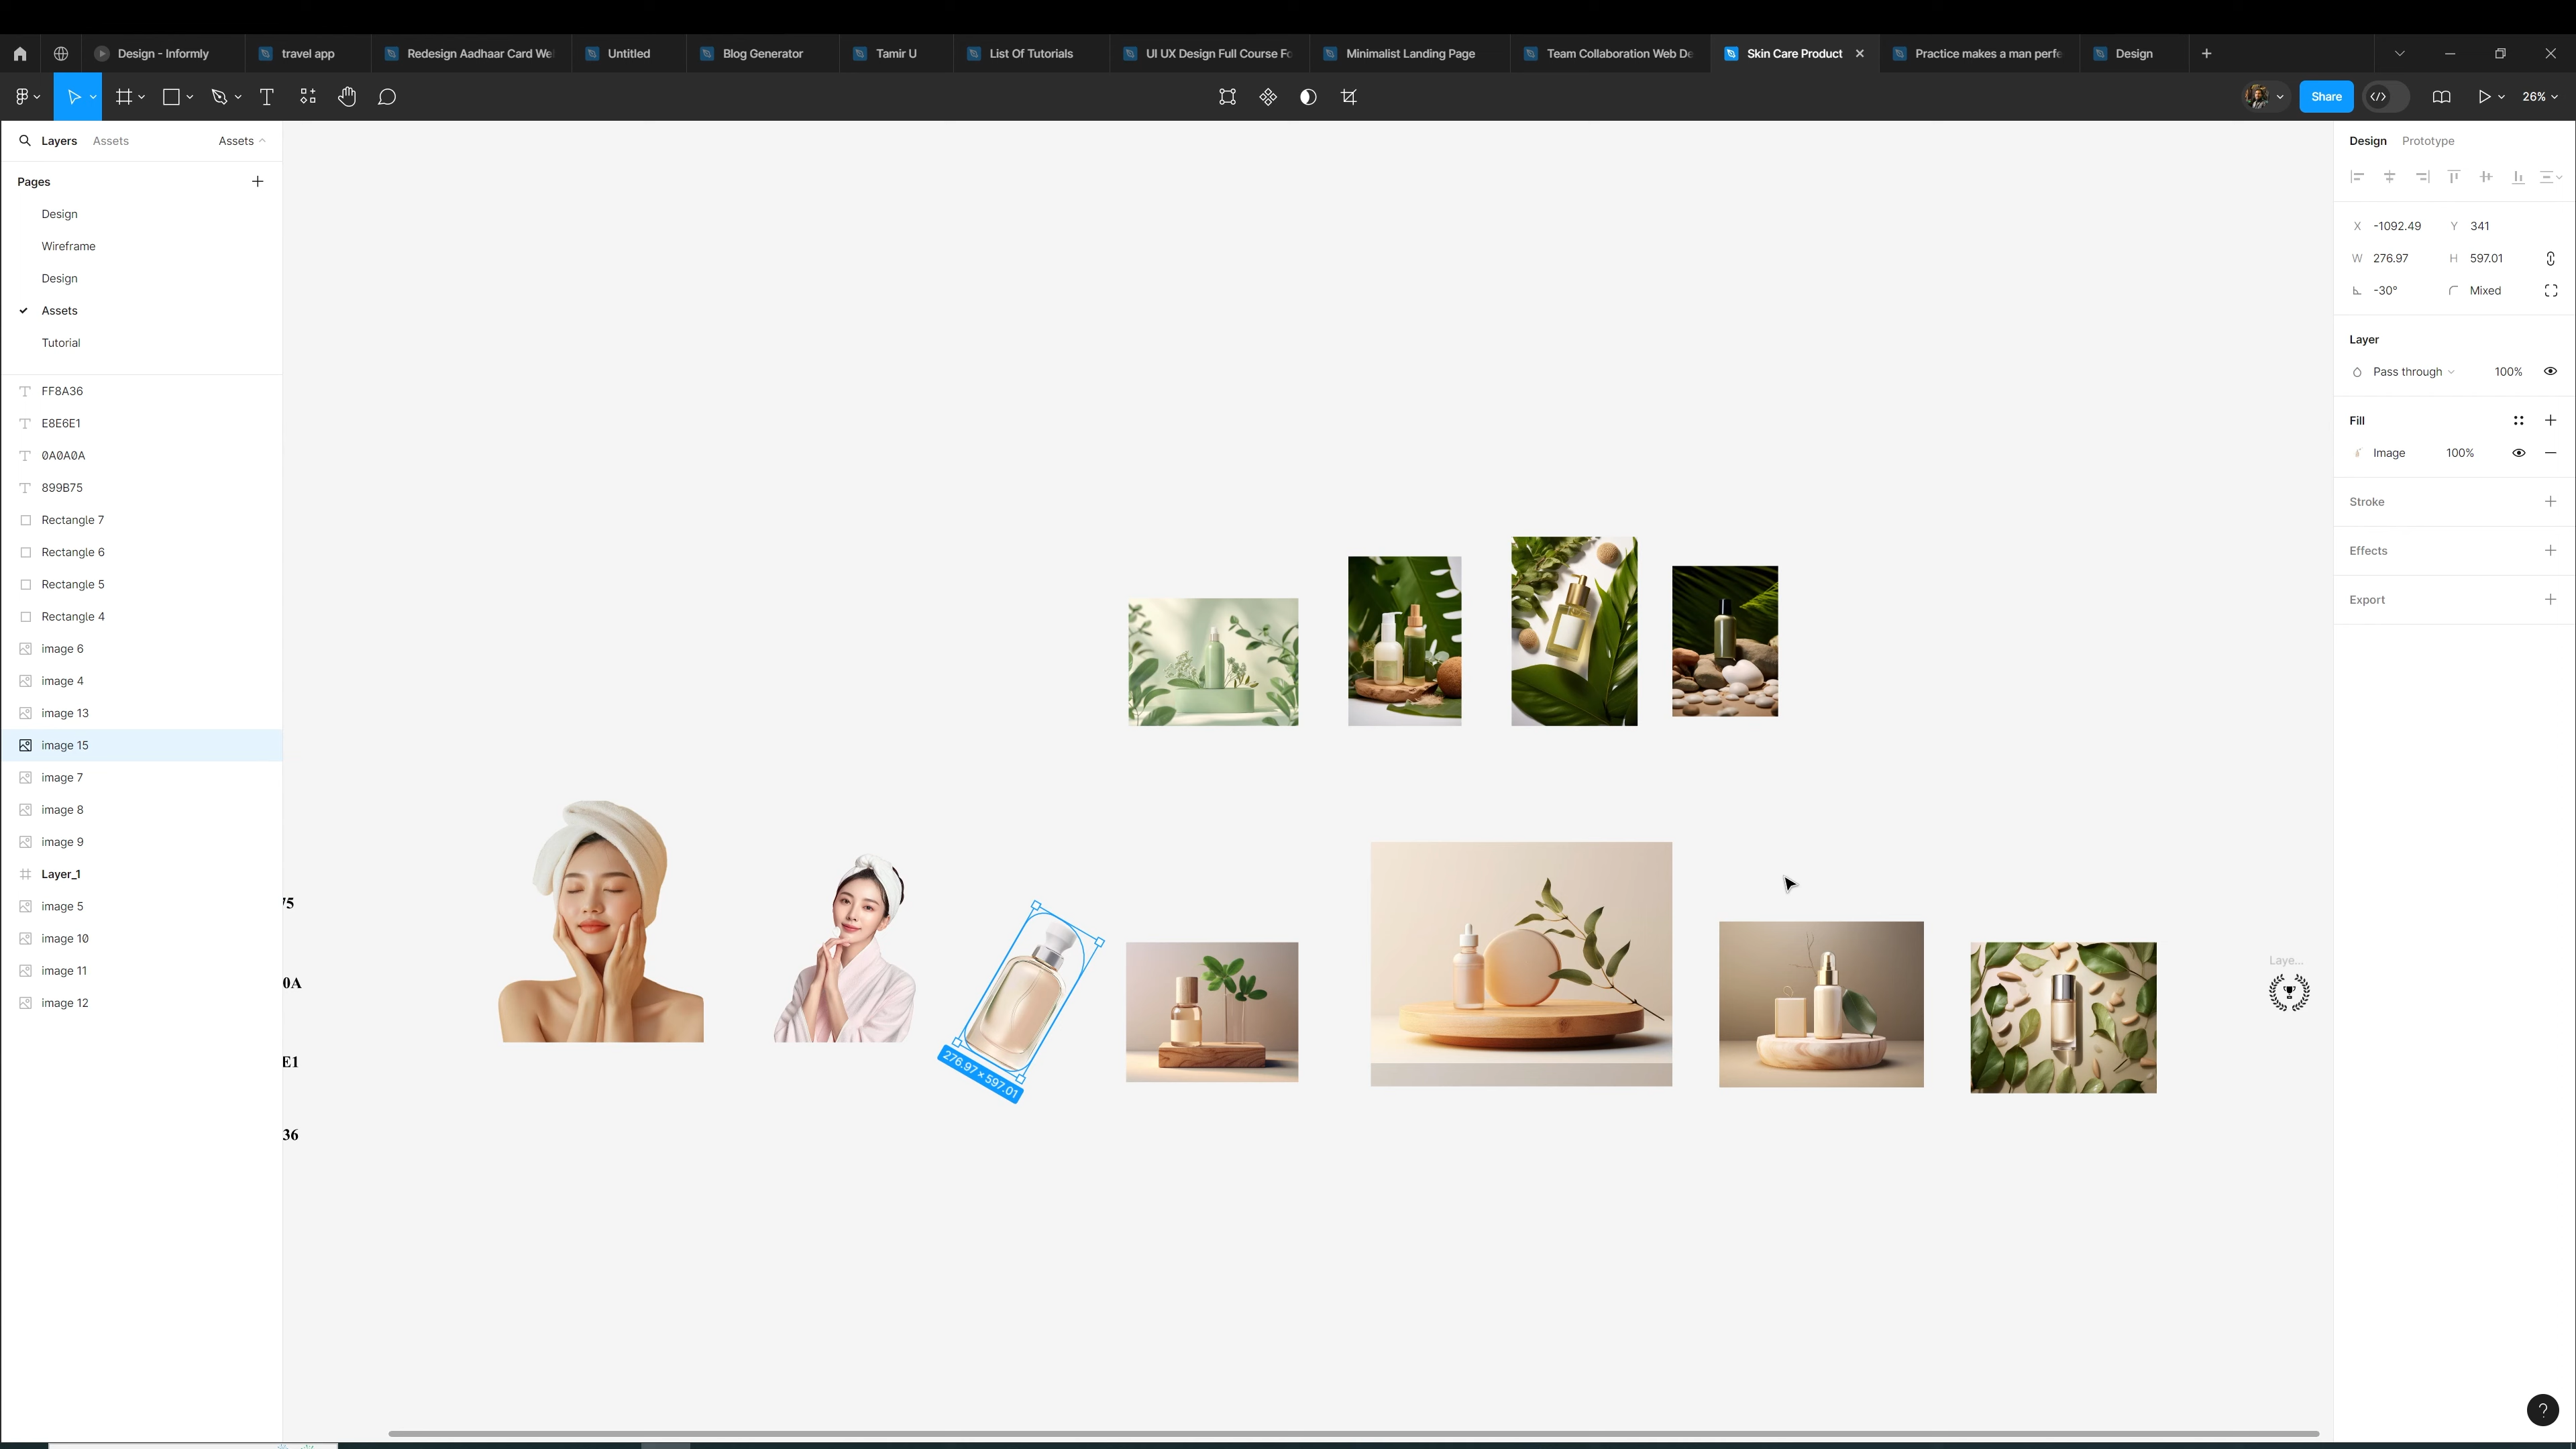 Design - Informly
travel app
Redesign Aadhaar Card We
Untitled
Blog Generator
Tamir U
List Of Tutorials
UI UX Design Full Course Fo
Minimalist Landing Page
Team Collaboration Web De
Skin Care Product
Practice makes a man perfe
Design
Share
26%
Layers
Assets
Assets
Pages
Design
Wireframe
Design
Assets
Tutorial
FF8A36
E8E6E1
0A0A0A
899B75
Rectangle 7
Rectangle 6
Rectangle 5
Rectangle 4
image 6
image 4
image 13
image 15
image 7
image 8
image 9
Layer_1
image 5
image 10
image 11
image 12
75
0A
E1
36
276.97 × 597.01
Laye...
Design
Prototype
X -1092.49 Y 341
W 276.97 H 597.01
-30° Mixed
Layer
Pass through 100%
Fill
Image 100%
Stroke
Effects
Export
?